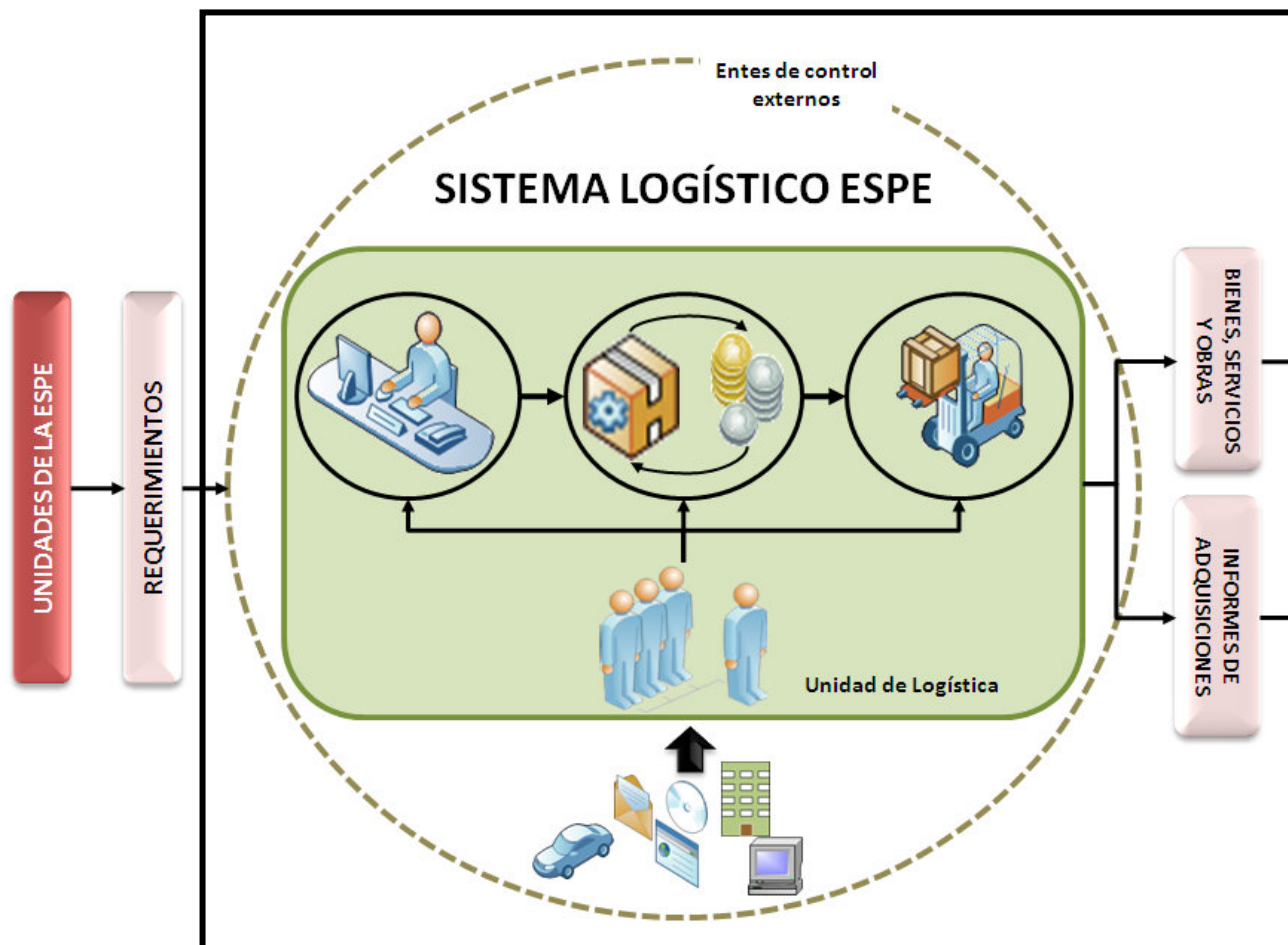 Entes de control
externos
SISTEMA LOGÍSTICO ESPE
UNIDADES DE LA ESPE
REQUERIMIENTOS
BIENES, SERVICIOS
Y OBRAS
INFORMES DE
ADQUISICIONES
Unidad de Logística